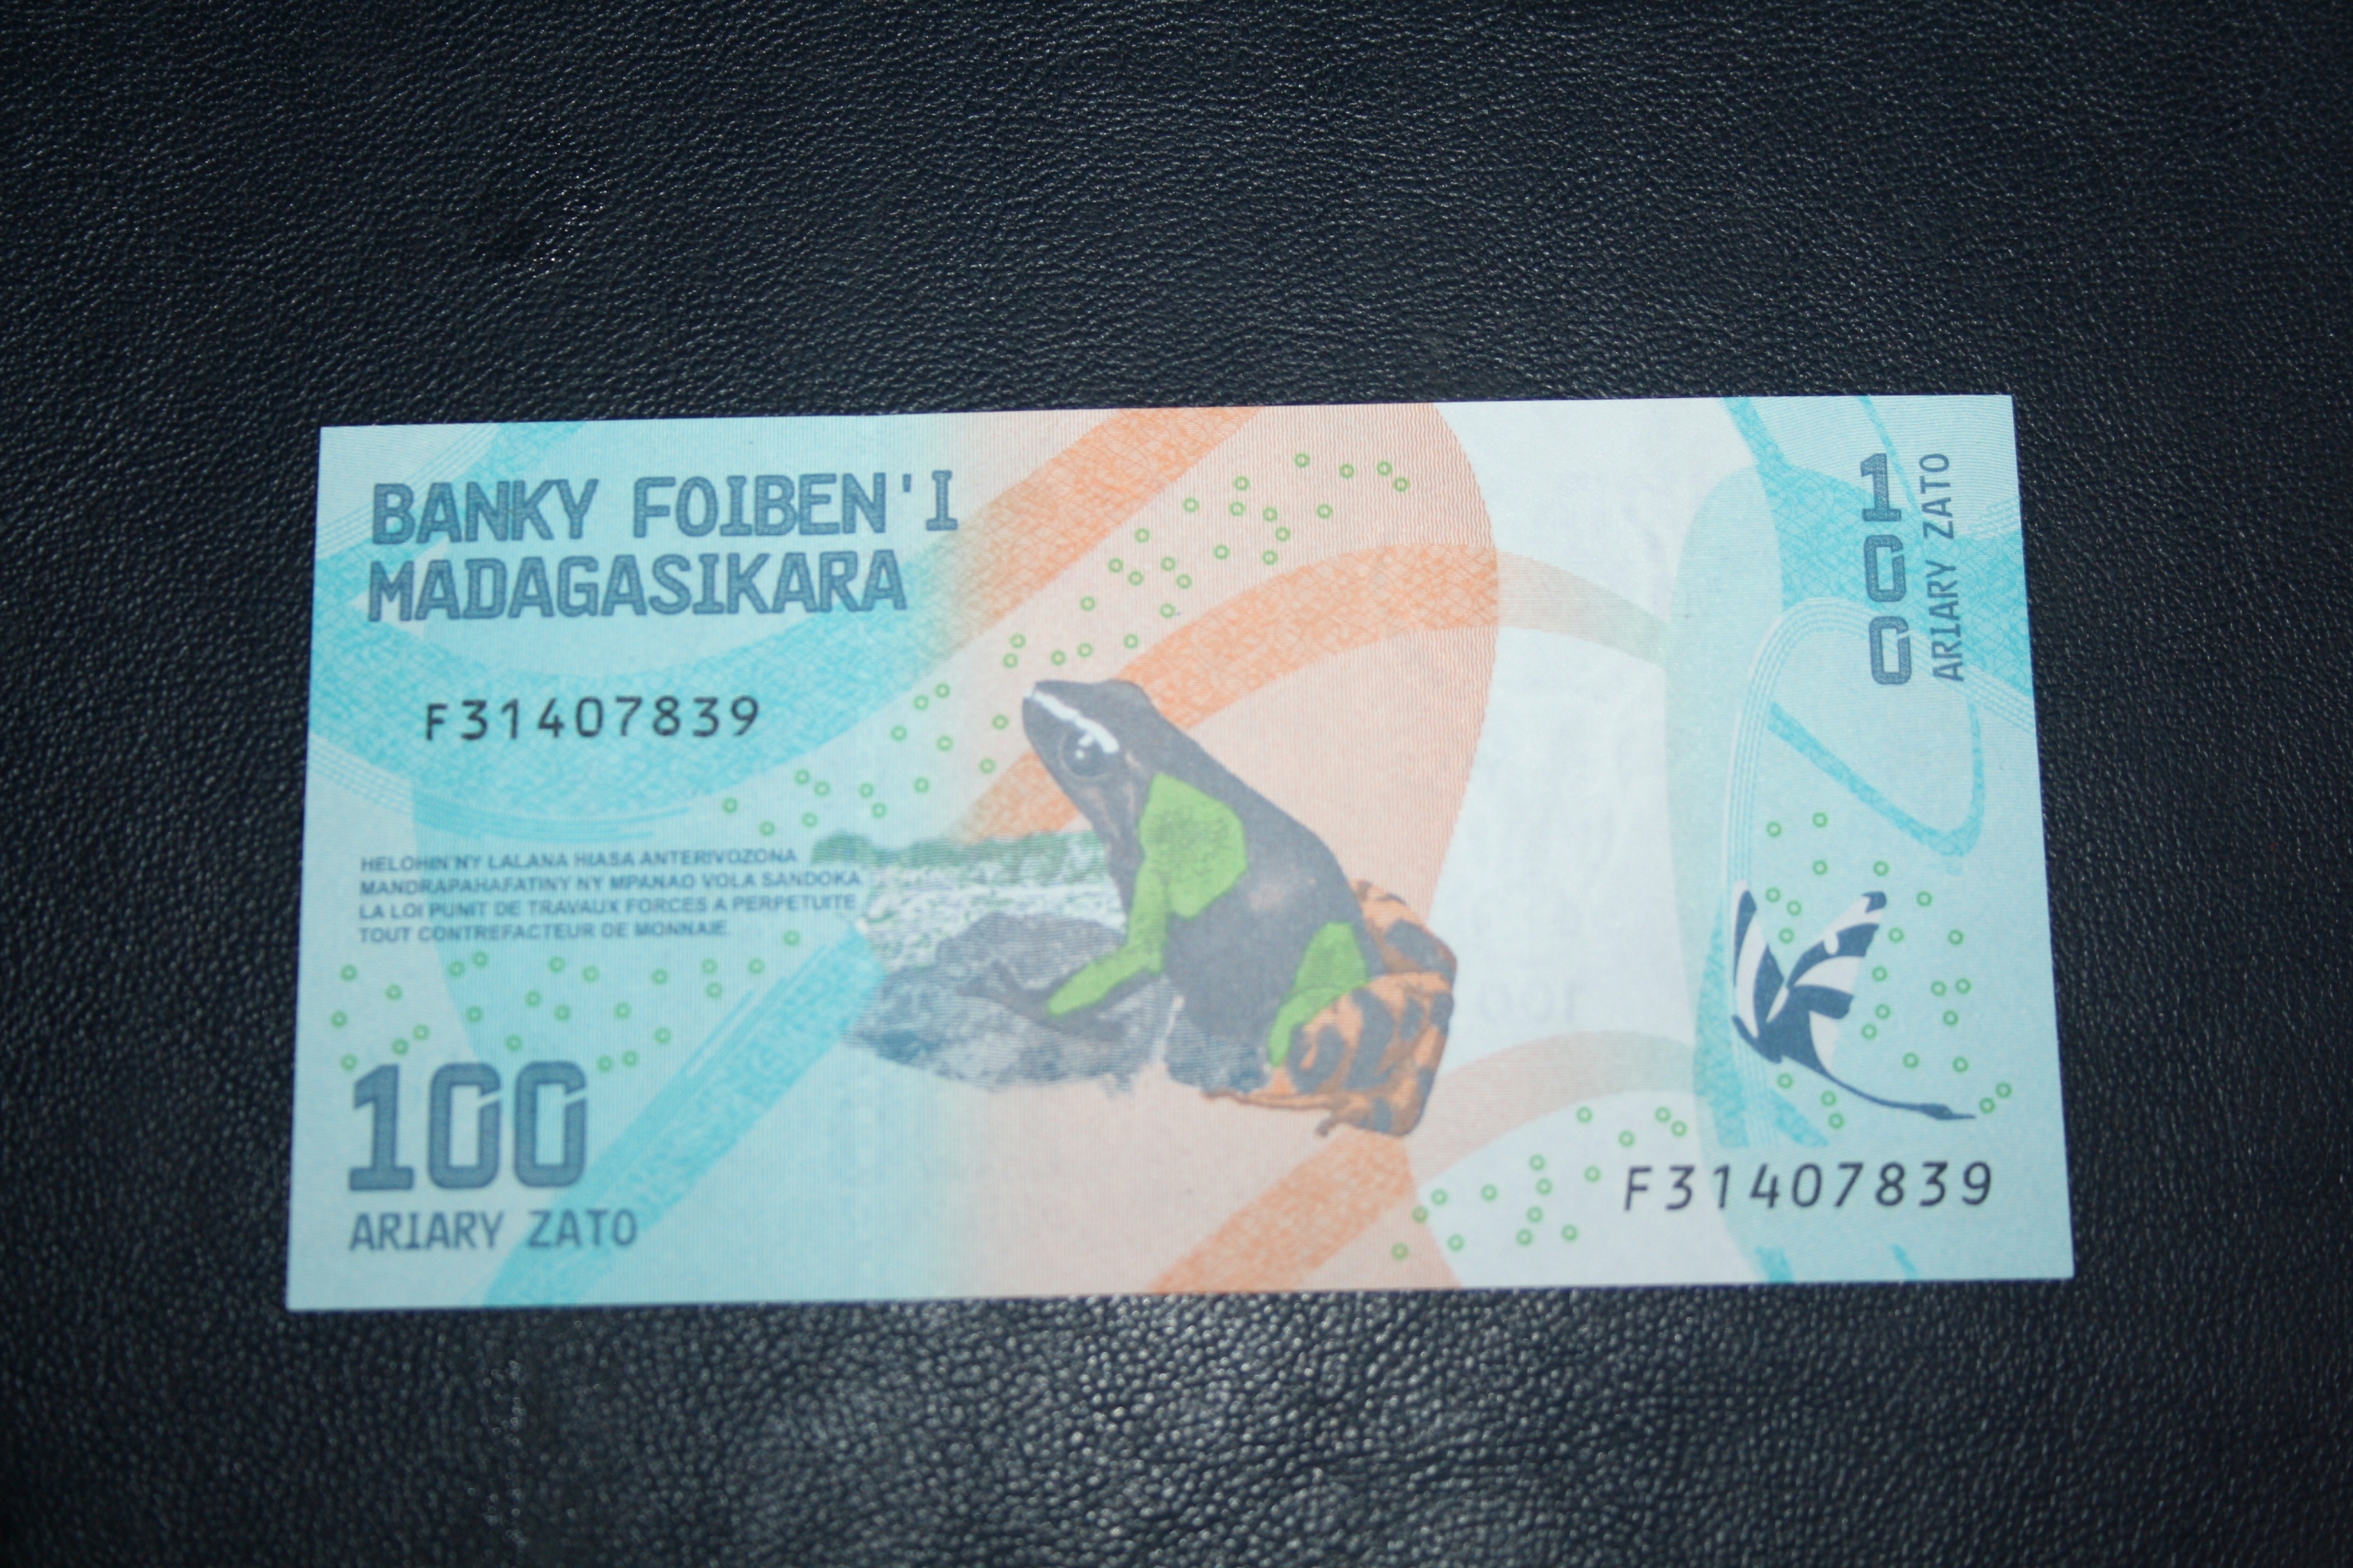 BANKY FOIBEN'I
MADAGASIKARA
F31407839
HELOHIN'NY LALANA HIASA ANTERIVOZONA
MANDRAPAHAFATINY NY MPANAO VOLA SANDOKA
LA LOI PUNIT DE TRAVAUX FORCES A PERPETUITE
TOUT CONTREFACTEUR DE MONNAIE.
100
ARIARY ZATO
100
ARIARY ZATO
F31407839